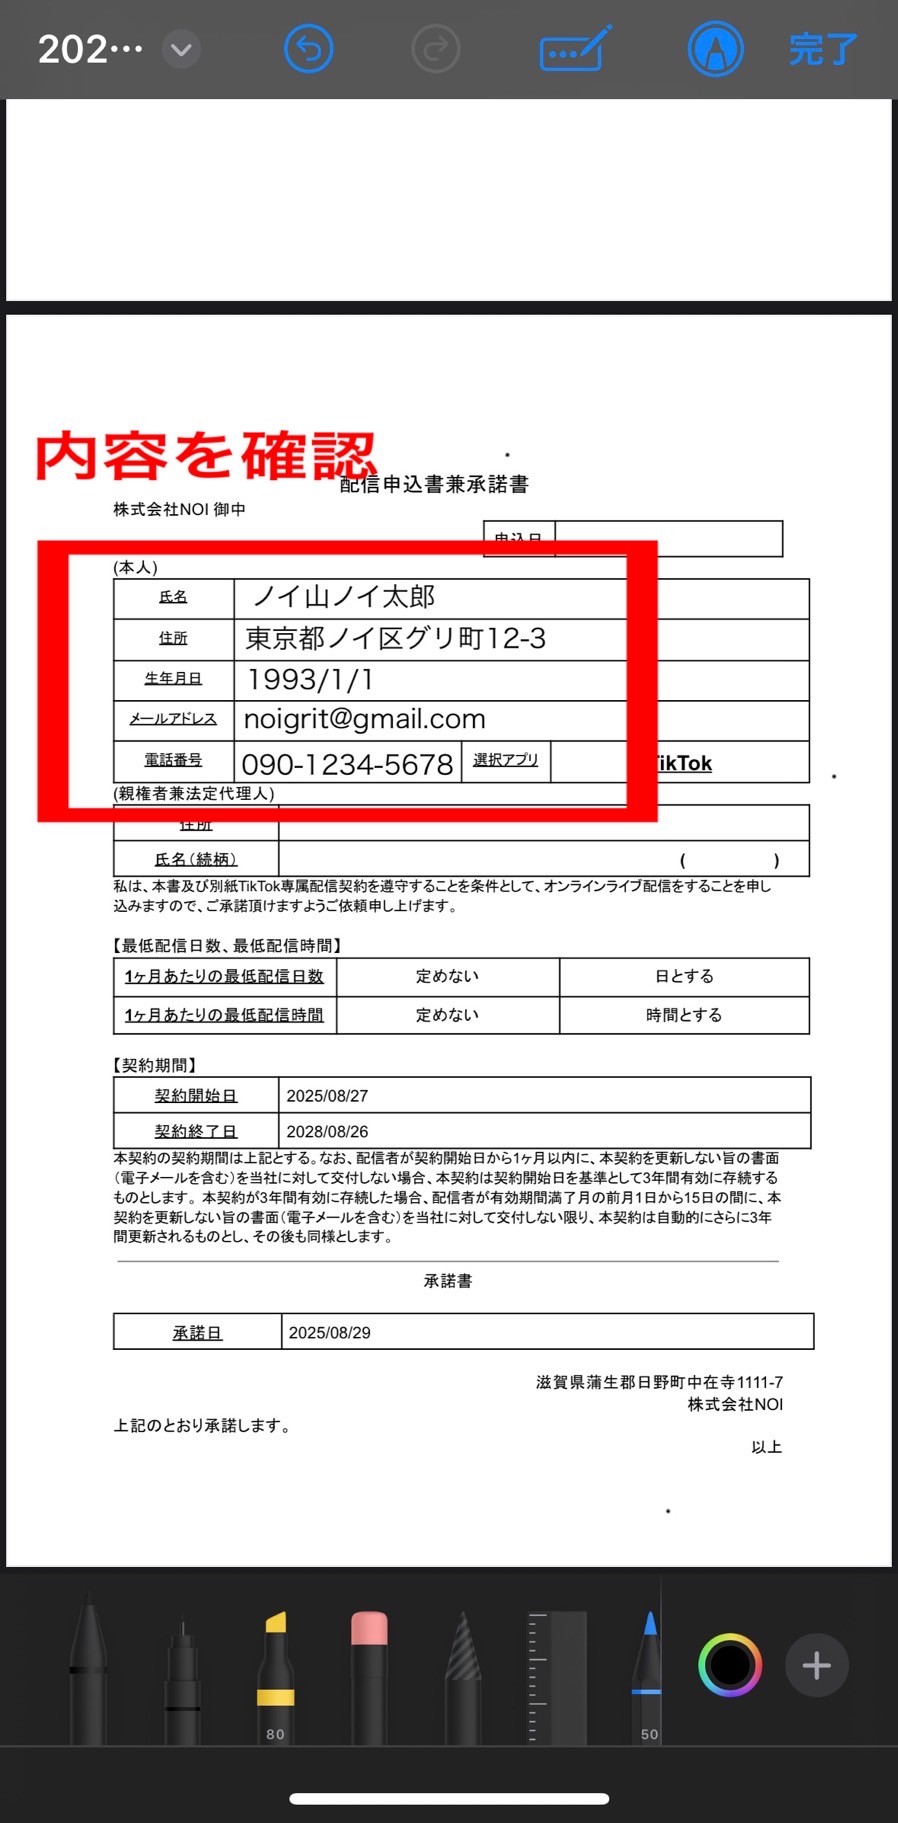 202…
完了
内容を確認
配信申込書兼承諾書
株式会社NOI 御中
申込日
(本人)
氏名 ノイ山ノイ太郎
住所 東京都ノイ区グリ町12-3
生年月日 1993/1/1
メールアドレス noigrit@gmail.com
電話番号 090-1234-5678 選択アプリ TikTok
(親権者兼法定代理人)
住所
氏名(続柄) ( )
私は、本書及び別紙TikTok専属配信契約を遵守することを条件として、オンラインライブ配信をすることを申し
込みますので、ご承諾頂けますようご依頼申し上げます。
【最低配信日数、最低配信時間】
1ヶ月あたりの最低配信日数 定めない 日とする
1ヶ月あたりの最低配信時間 定めない 時間とする
【契約期間】
契約開始日 2025/08/27
契約終了日 2028/08/26
本契約の契約期間は上記とする。なお、配信者が契約開始日から1ヶ月以内に、本契約を更新しない旨の書面
(電子メールを含む)を当社に対して交付しない場合、本契約は契約開始日を基準として3年間有効に存続する
ものとします。 本契約が3年間有効に存続した場合、配信者が有効期間満了月の前月1日から15日の間に、本
契約を更新しない旨の書面(電子メールを含む)を当社に対して交付しない限り、本契約は自動的にさらに3年
間更新されるものとし、その後も同様とします。
承諾書
承諾日 2025/08/29
滋賀県蒲生郡日野町中在寺1111-7
株式会社NOI
上記のとおり承諾します。
以上
80
50